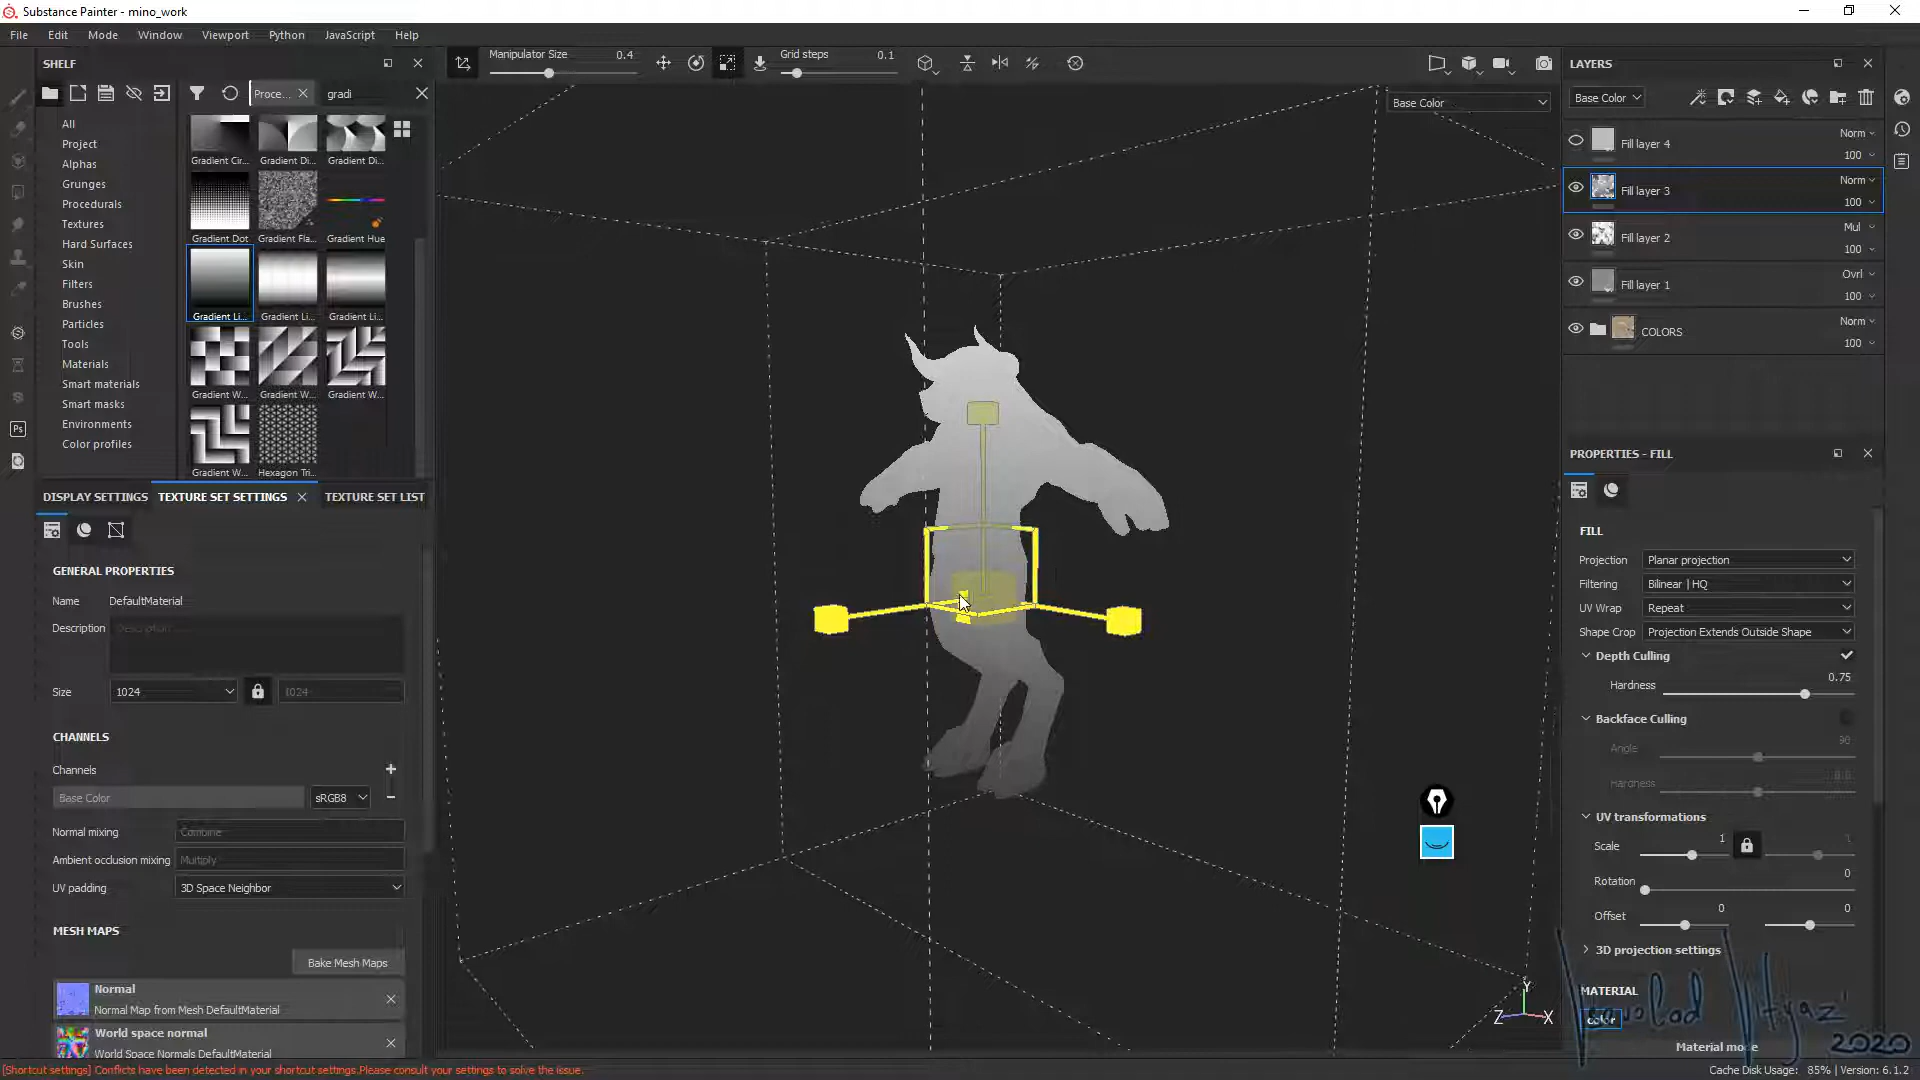 Substance Painter - mino_work
File Edit Mode Window Viewport Python JavaScript Help
SHELF
Proce... gradi
All
Project
Alphas
Grunges
Procedurals
Textures
Hard Surfaces
Skin
Filters
Brushes
Particles
Tools
Materials
Smart materials
Smart masks
Environments
Color profiles
Gradient Cir... Gradient Di... Gradient Di...
Gradient Dot Gradient Fla... Gradient Hue
Gradient Li... Gradient Li... Gradient Li...
Gradient W... Gradient W... Gradient W...
Gradient W... Hexagon Tri...
DISPLAY SETTINGS TEXTURE SET SETTINGS TEXTURE SET LIST
GENERAL PROPERTIES
Name DefaultMaterial
Description Description...
Size 1024 1024
CHANNELS
Channels
Base Color sRGB8
Normal mixing Combine
Ambient occlusion mixing Multiply
UV padding 3D Space Neighbor
MESH MAPS
Bake Mesh Maps
Normal
Normal Map from Mesh DefaultMaterial
World space normal
World Space Normals DefaultMaterial
Manipulator Size 0.4
Grid steps 0.1
Base Color
Y
Z X
LAYERS
Base Color
Fill layer 4 Norm 100
Fill layer 3 Norm 100
Fill layer 2 Mul 100
Fill layer 1 Ovrl 100
COLORS Norm 100
PROPERTIES - FILL
FILL
Projection Planar projection
Filtering Bilinear | HQ
UV Wrap Repeat
Shape Crop Projection Extends Outside Shape
Depth Culling
Hardness 0.75
Backface Culling
Angle 90
Hardness
UV transformations
Scale 1 1
Rotation 0
Offset 0 0
3D projection settings
MATERIAL
color
Material mode
2020
Ps
[Shortcut settings] Conflicts have been detected in your shortcut settings.Please consult your settings to solve the issue.
Cache Disk Usage: 85% | Version: 6.1.2